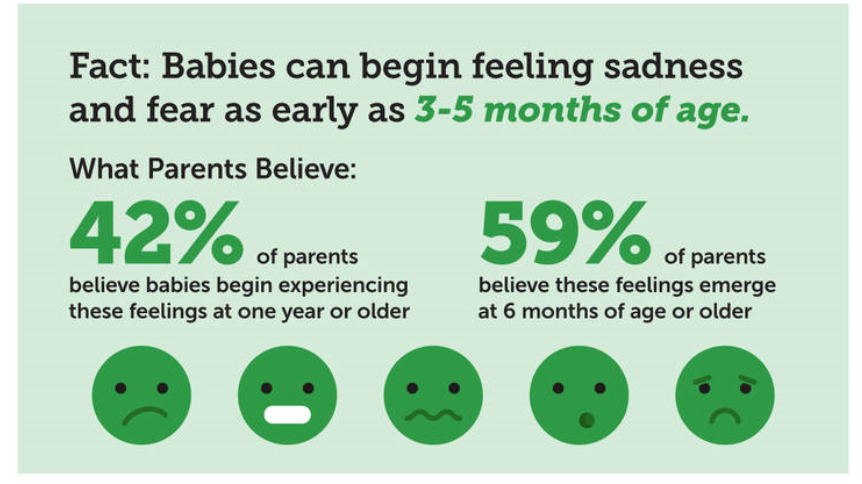 Fact: Babies can begin feeling sadness
and fear as early as 3-5 months of age.
What Parents Believe:
42% of parents
believe babies begin experiencing
these feelings at one year or older
59% of parents
believe these feelings emerge
at 6 months of age or older